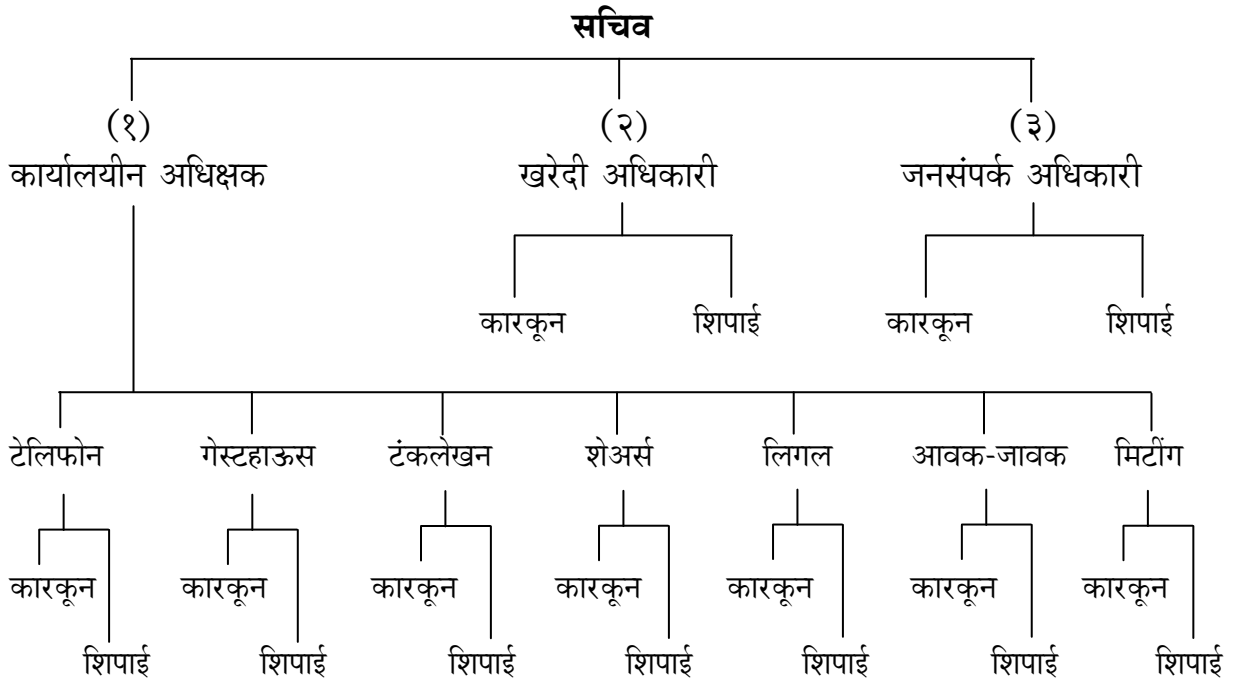 सचिव
(१) (२) (३)
कार्यालयीन अधिक्षक खरेदी अधिकारी जनसंपर्क अधिकारी
कारकून शिपाई कारकून शिपाई
टेलिफोन गेस्टहाऊस टंकलेखन शेअर्स लिगल आवक-जावक मिटींग
कारकून कारकून कारकून कारकून कारकून कारकून कारकून
शिपाई शिपाई शिपाई शिपाई शिपाई शिपाई शिपाई